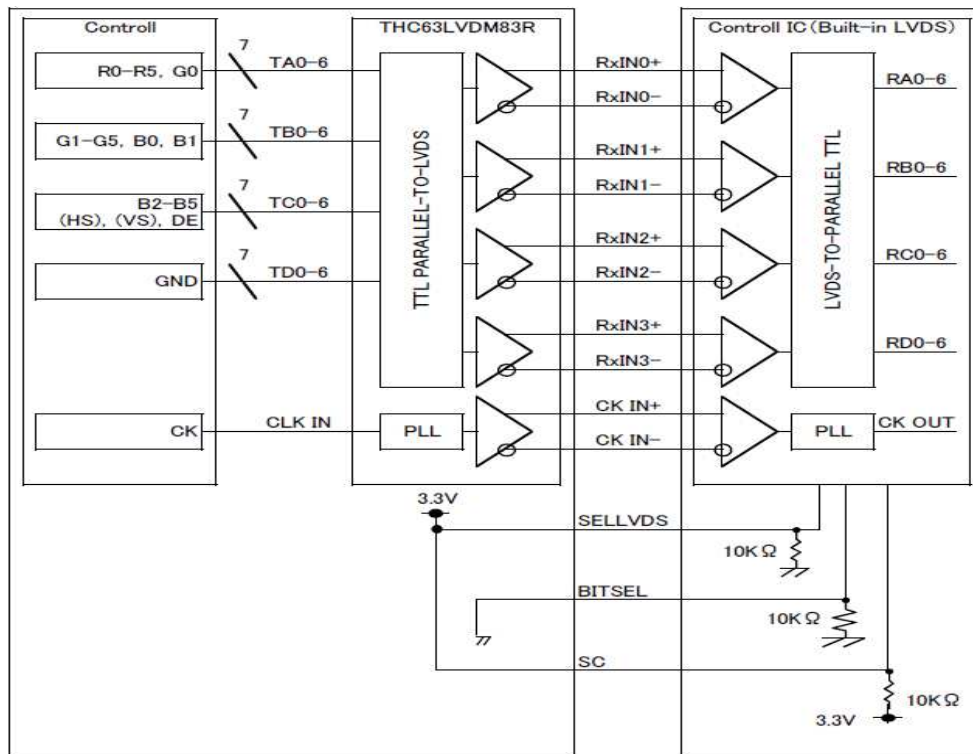 Controll
THC63LVDM83R
Controll IC(Built-in LVDS)
R0-R5, G0
7
TA0-6
RxIN0+
RxIN0-
RA0-6
G1-G5, B0, B1
7
TB0-6
RxIN1+
RxIN1-
RB0-6
B2-B5
(HS), (VS), DE
7
TC0-6
RxIN2+
RxIN2-
RC0-6
GND
7
TD0-6
RxIN3+
RxIN3-
RD0-6
TTL PARALLEL-TO-LVDS
LVDS-TO-PARALLEL TTL
CK
CLK IN
PLL
CK IN+
CK IN-
PLL
CK OUT
3.3V
SELLVDS
10KΩ
BITSEL
10KΩ
SC
10KΩ
3.3V